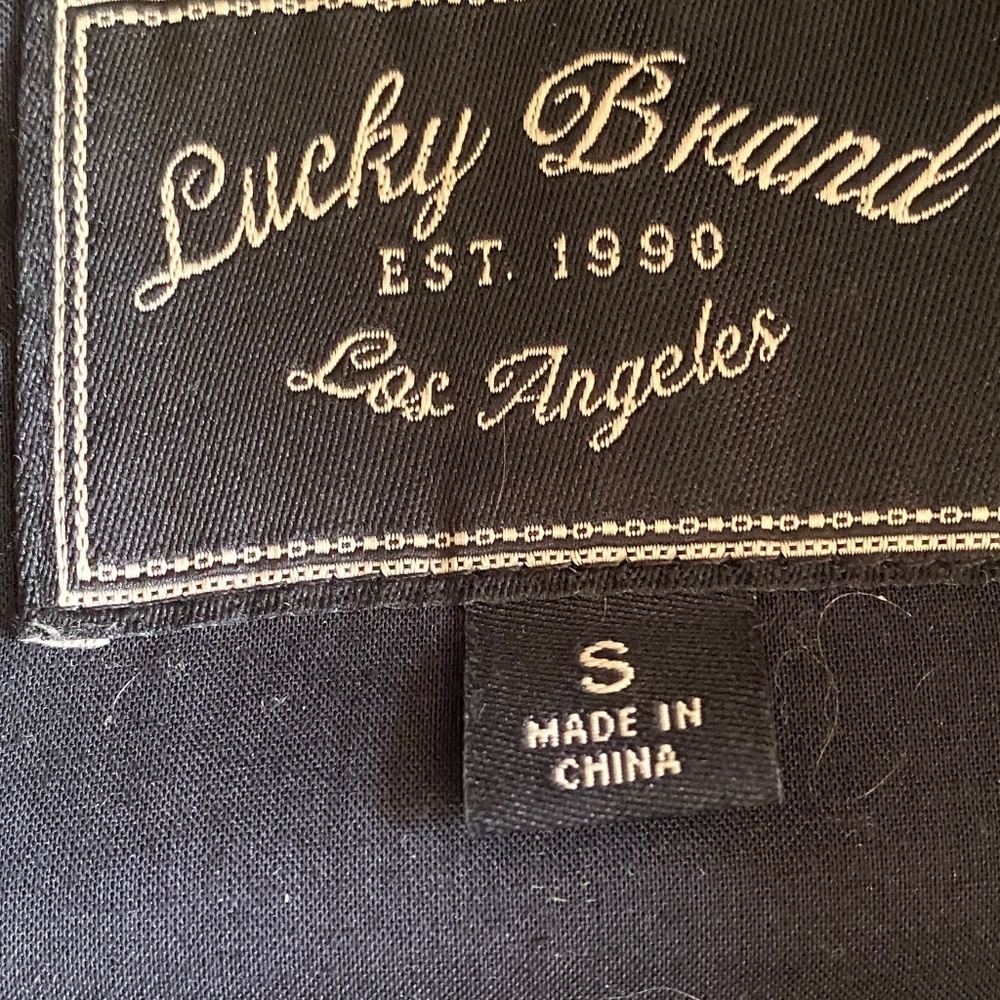 Lucky Brand
EST. 1990
Los Angeles
S
MADE IN
CHINA